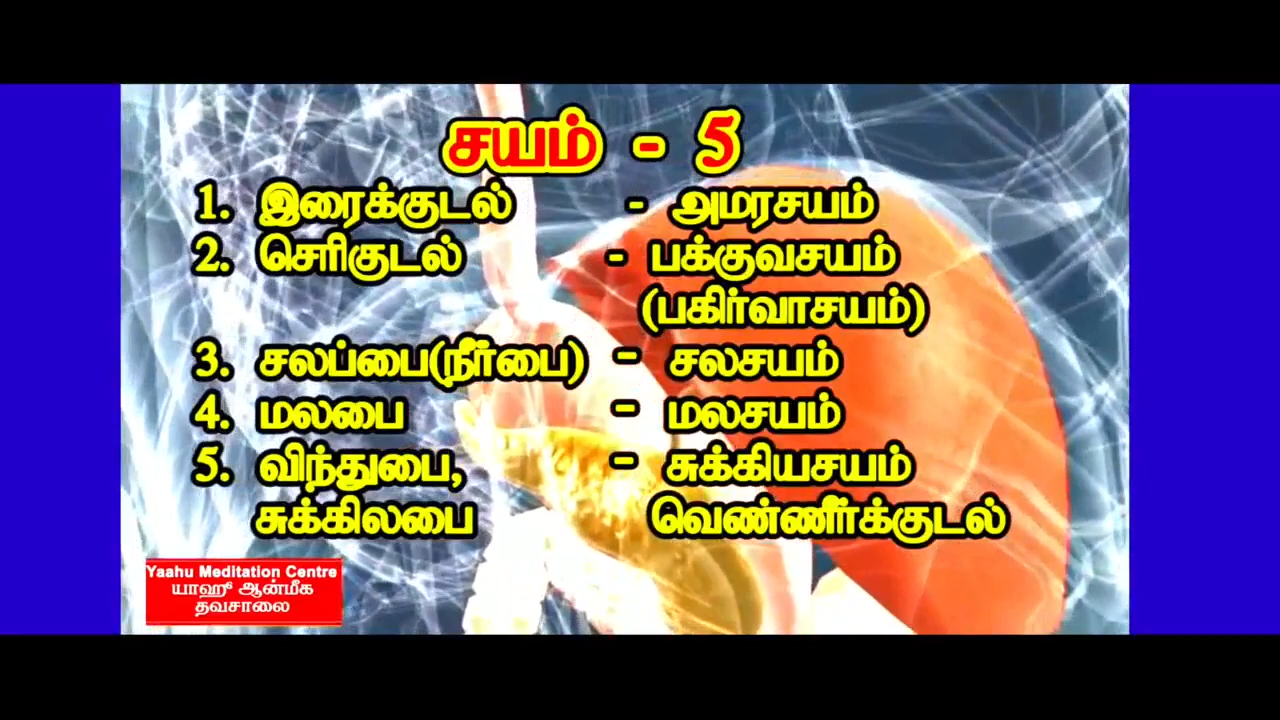 சயம் - 5
1. இரைக்குடல் - அமரசயம்
2. செரிகுடல் - பக்குவசயம்
(பகிர்வாசயம்)
3. சலப்பை(நீர்பை) - சலசயம்
4. மலபை - மலசயம்
5. விந்துபை, - சுக்கியசயம்
சுக்கிலபை வெண்ணீர்க்குடல்
Yaahu Meditation Centre
யாஹூ ஆன்மீக
தவசாலை